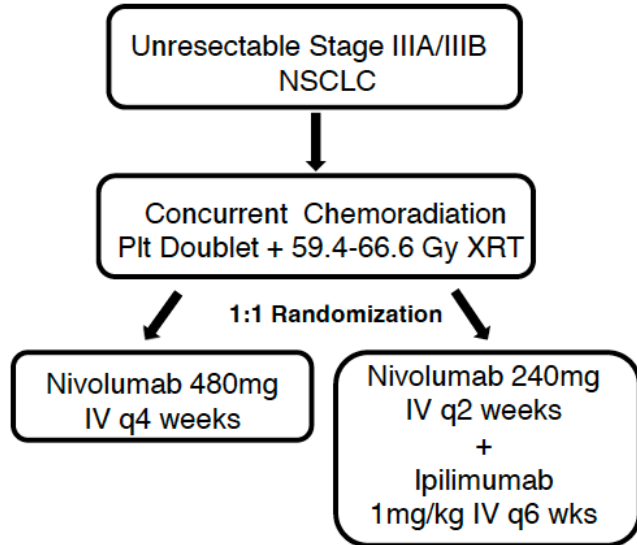 Unresectable Stage IIIA/IIIB
NSCLC
Concurrent Chemoradiation
Plt Doublet + 59.4-66.6 Gy XRT
1:1 Randomization
Nivolumab 480mg
IV q4 weeks
Nivolumab 240mg
IV q2 weeks
+
Ipilimumab
1mg/kg IV q6 wks